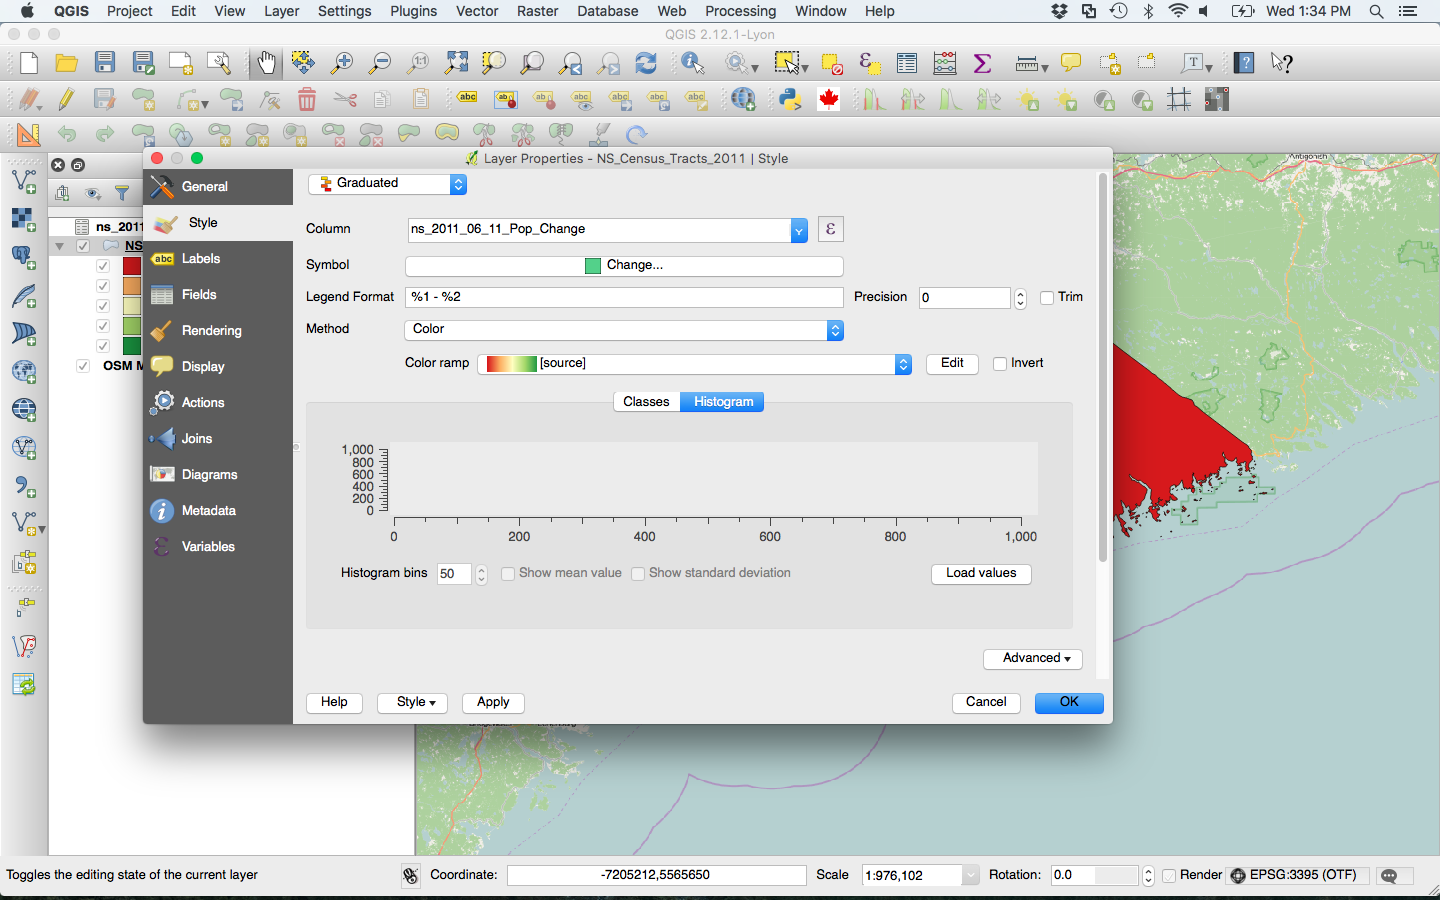 QGIS Project Edit View Layer Settings Plugins Vector Raster Database Web Processing Window Help Wed 1:34 PM
QGIS 2.12.1-Lyon
Layer Properties - NS_Census_Tracts_2011 | Style
Antigonish
General
Style
Labels
Fields
Rendering
Display
Actions
Joins
Diagrams
Metadata
Variables
ns_2011
NS
OSM M
Graduated
Column ns_2011_06_11_Pop_Change ε
Symbol Change...
Legend Format %1 - %2 Precision 0 Trim
Method Color
Color ramp [source] Edit Invert
Classes Histogram
1,000
800
600
400
200
0
0 200 400 600 800 1,000
Histogram bins 50 Show mean value Show standard deviation Load values
Advanced
Help Style Apply Cancel OK
Toggles the editing state of the current layer Coordinate: -7205212,5565650 Scale 1:976,102 Rotation: 0.0 Render EPSG:3395 (OTF)